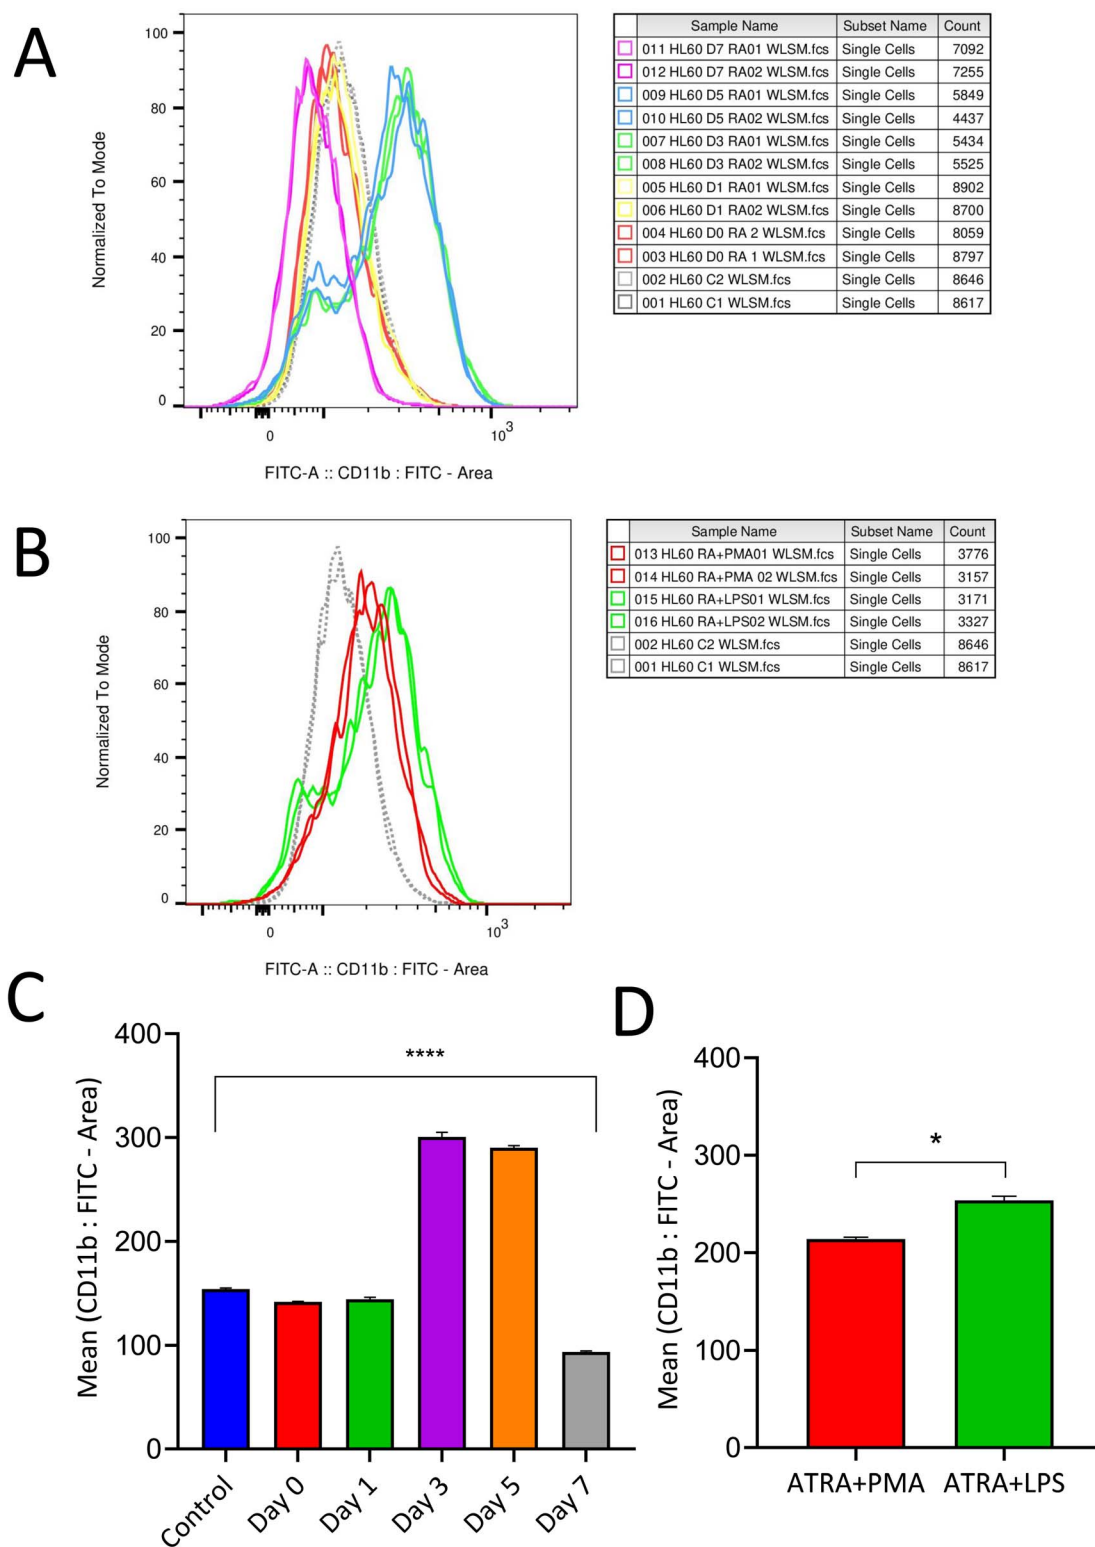 A
100
80
60
40
20
0
Normalized To Mode
0
10³
FITC-A :: CD11b : FITC - Area
Sample Name Subset Name Count
011 HL60 D7 RA01 WLSM.fcs Single Cells 7092
012 HL60 D7 RA02 WLSM.fcs Single Cells 7255
009 HL60 D5 RA01 WLSM.fcs Single Cells 5849
010 HL60 D5 RA02 WLSM.fcs Single Cells 4437
007 HL60 D3 RA01 WLSM.fcs Single Cells 5434
008 HL60 D3 RA02 WLSM.fcs Single Cells 5525
005 HL60 D1 RA01 WLSM.fcs Single Cells 8902
006 HL60 D1 RA02 WLSM.fcs Single Cells 8700
004 HL60 D0 RA 2 WLSM.fcs Single Cells 8059
003 HL60 D0 RA 1 WLSM.fcs Single Cells 8797
002 HL60 C2 WLSM.fcs Single Cells 8646
001 HL60 C1 WLSM.fcs Single Cells 8617
B
100
80
60
40
20
0
Normalized To Mode
0
10³
FITC-A :: CD11b : FITC - Area
Sample Name Subset Name Count
013 HL60 RA+PMA01 WLSM.fcs Single Cells 3776
014 HL60 RA+PMA 02 WLSM.fcs Single Cells 3157
015 HL60 RA+LPS01 WLSM.fcs Single Cells 3171
016 HL60 RA+LPS02 WLSM.fcs Single Cells 3327
002 HL60 C2 WLSM.fcs Single Cells 8646
001 HL60 C1 WLSM.fcs Single Cells 8617
C
400
300
200
100
0
Mean (CD11b : FITC - Area)
****
Control
Day 0
Day 1
Day 3
Day 5
Day 7
D
400
300
200
100
0
Mean (CD11b : FITC - Area)
*
ATRA+PMA
ATRA+LPS